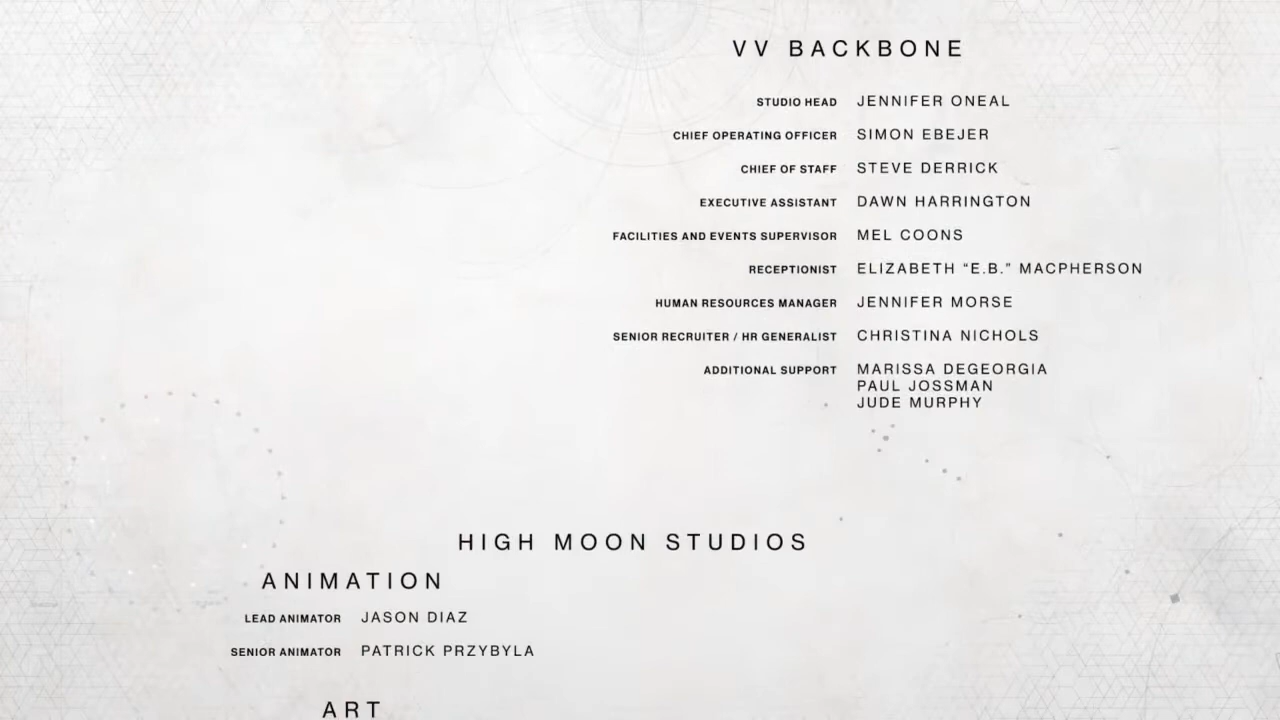 VV BACKBONE
STUDIO HEAD JENNIFER ONEAL
CHIEF OPERATING OFFICER SIMON EBEJER
CHIEF OF STAFF STEVE DERRICK
EXECUTIVE ASSISTANT DAWN HARRINGTON
FACILITIES AND EVENTS SUPERVISOR MEL COONS
RECEPTIONIST ELIZABETH “E.B.” MACPHERSON
HUMAN RESOURCES MANAGER JENNIFER MORSE
SENIOR RECRUITER / HR GENERALIST CHRISTINA NICHOLS
ADDITIONAL SUPPORT MARISSA DEGEORGIA
PAUL JOSSMAN
JUDE MURPHY
HIGH MOON STUDIOS
ANIMATION
LEAD ANIMATOR JASON DIAZ
SENIOR ANIMATOR PATRICK PRZYBYLA
ART